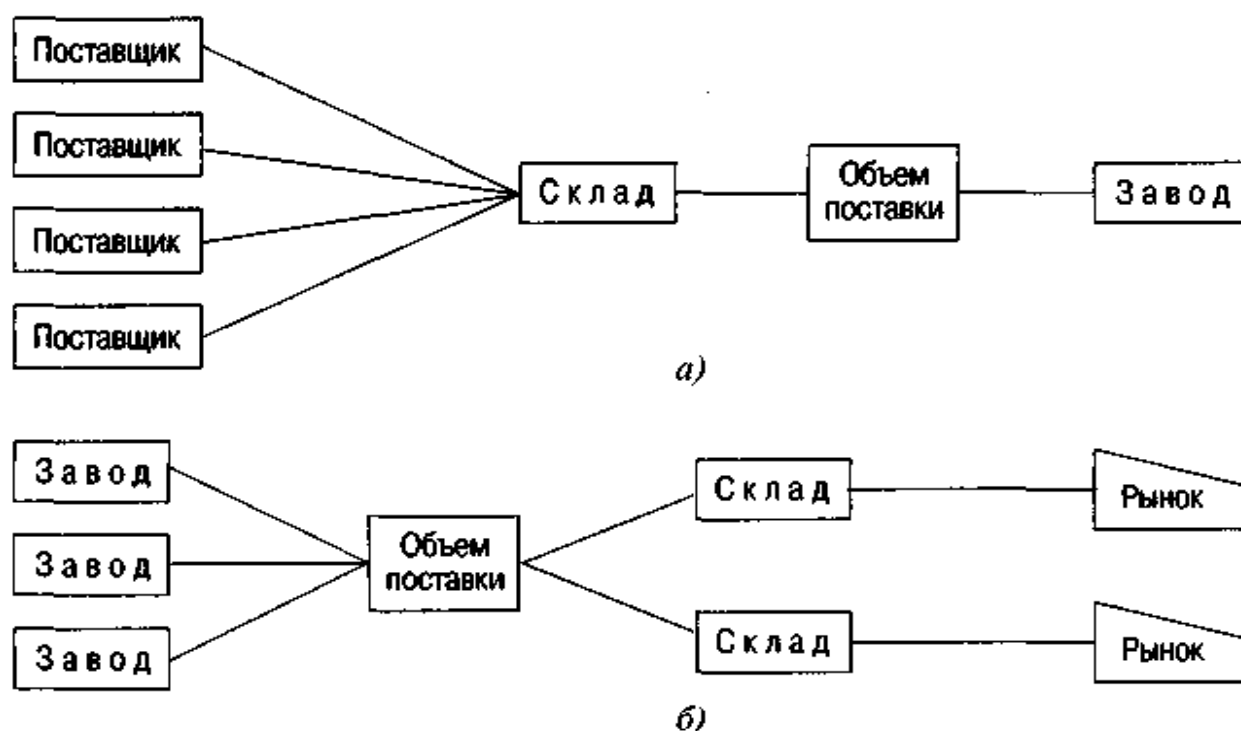 Поставщик
Поставщик
Поставщик
Поставщик
Склад
Объем
поставки
Завод
а)
Завод
Завод
Завод
Объем
поставки
Склад
Склад
Рынок
Рынок
б)